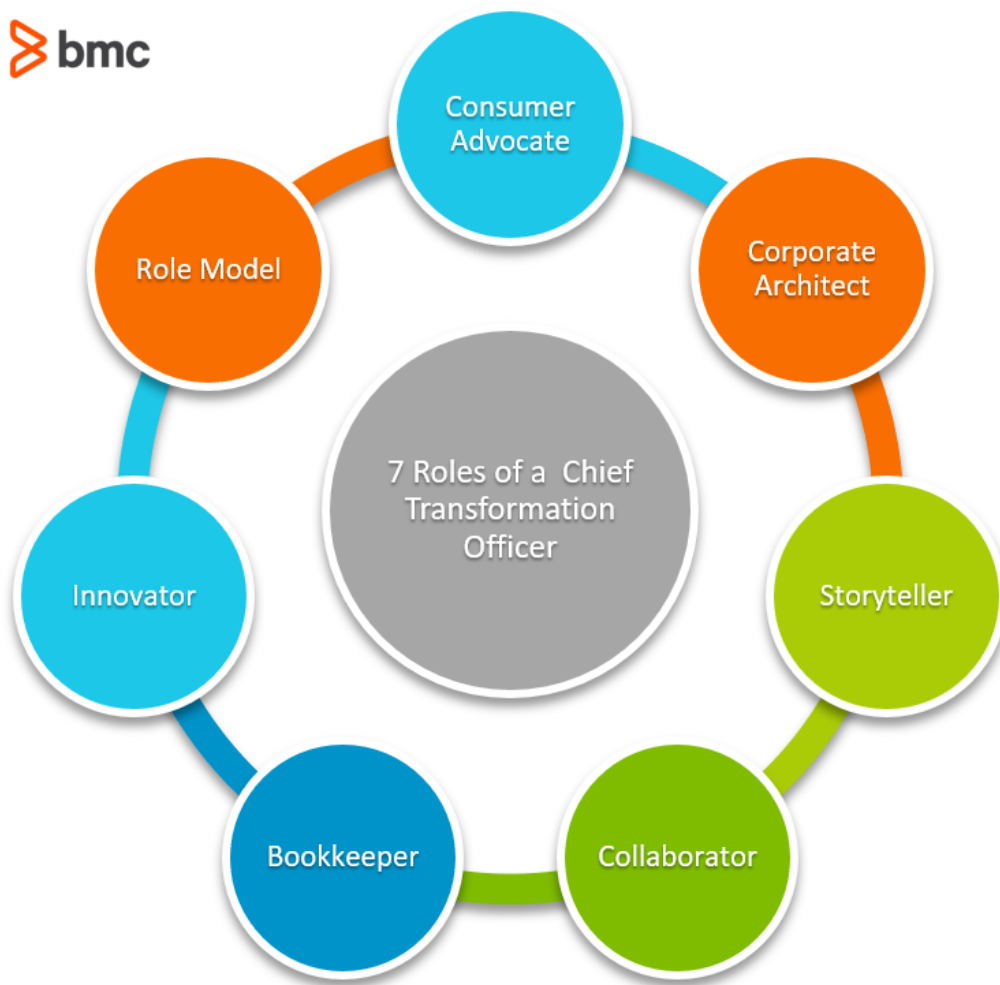 bmc
Consumer
Advocate
Corporate
Architect
Storyteller
Collaborator
Bookkeeper
Innovator
Role Model
7 Roles of a Chief
Transformation
Officer